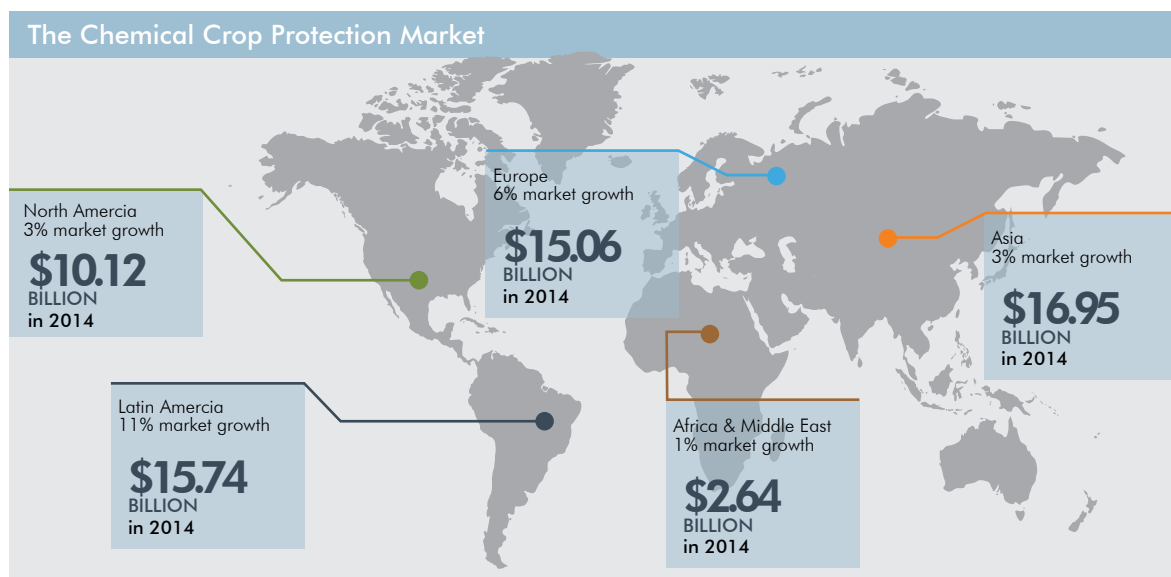 The Chemical Crop Protection Market
North Amercia
3% market growth
$10.12
BILLION
in 2014
Europe
6% market growth
$15.06
BILLION
in 2014
Asia
3% market growth
$16.95
BILLION
in 2014
Latin Amercia
11% market growth
$15.74
BILLION
in 2014
Africa & Middle East
1% market growth
$2.64
BILLION
in 2014